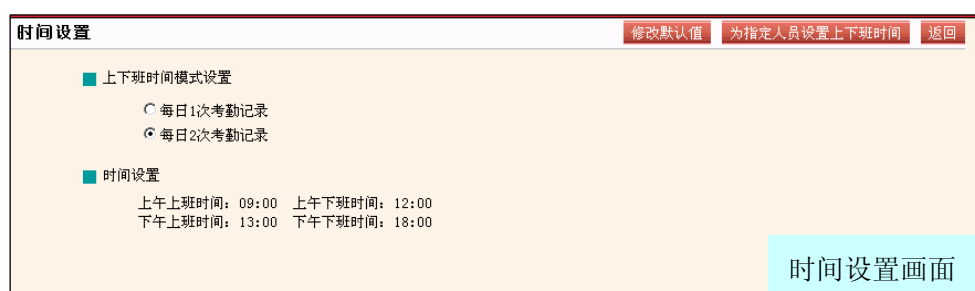 时间设置 修改默认值 为指定人员设置上下班时间 返回
上下班时间模式设置
每日1次考勤记录
每日2次考勤记录
时间设置
上午上班时间：09:00 上午下班时间：12:00
下午上班时间：13:00 下午下班时间：18:00
时间设置画面